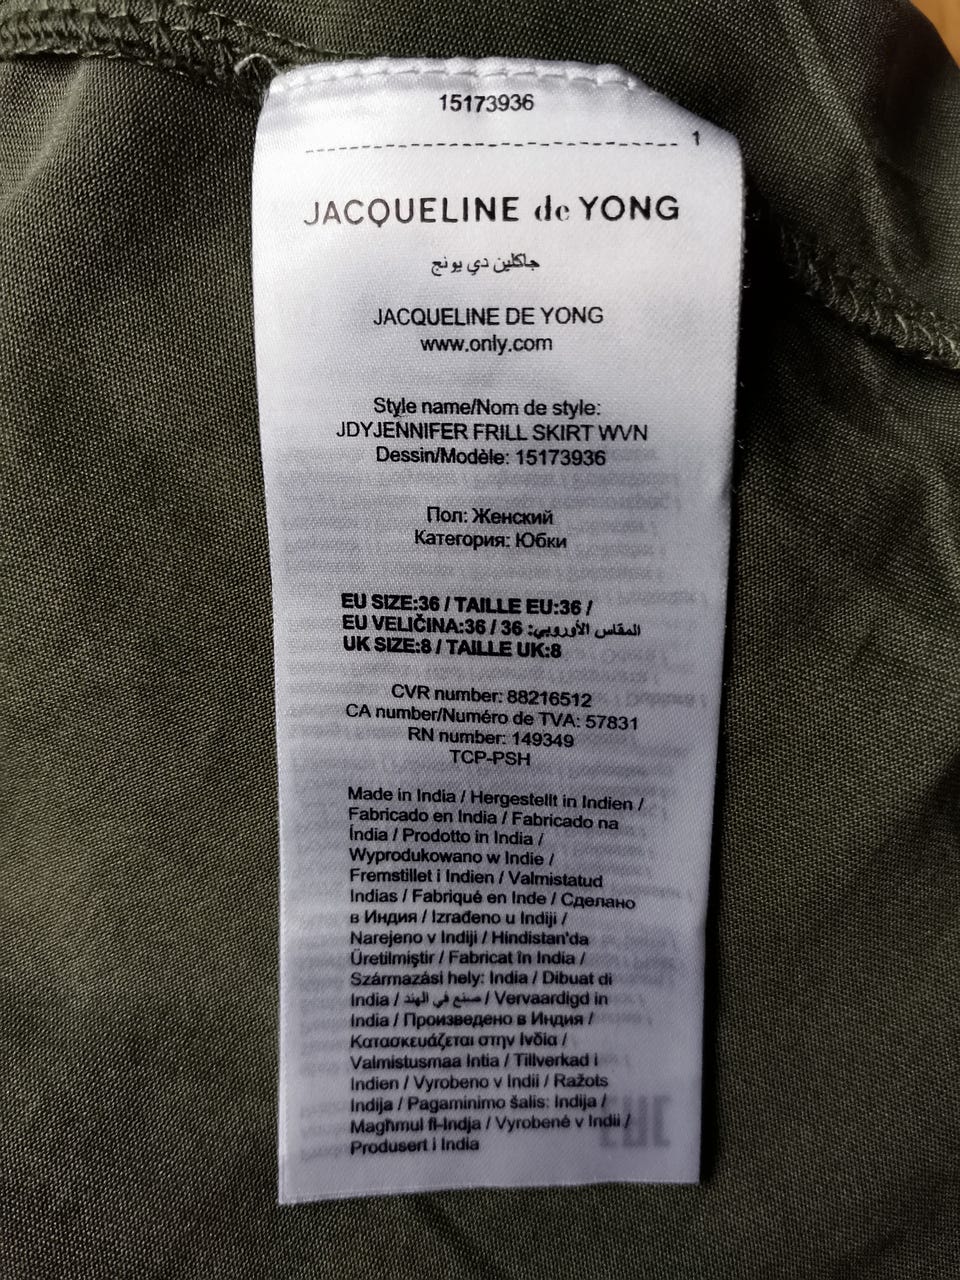 15173936
1
JACQUELINE de YONG
جاكلين دي يونج
JACQUELINE DE YONG
www.only.com
Style name/Nom de style:
JDYJENNIFER FRILL SKIRT WVN
Dessin/Modèle: 15173936
Пол: Женский
Категория: Юбки
EU SIZE:36 / TAILLE EU:36 /
EU VELIČINA:36 / 36 :المقاس الأوروبي
UK SIZE:8 / TAILLE UK:8
CVR number: 88216512
CA number/Numéro de TVA: 57831
RN number: 149349
TCP-PSH
Made in India / Hergestellt in Indien /
Fabricado en India / Fabricado na
Índia / Prodotto in India /
Wyprodukowano w Indie /
Fremstillet i Indien / Valmistatud
Indias / Fabriqué en Inde / Сделано
в Индия / Izrađeno u Indiji /
Narejeno v Indiji / Hindistan'da
Üretilmiştir / Fabricat în India /
Származási hely: India / Dibuat di
India / صنع في الهند / Vervaardigd in
India / Произведено в Индия /
Κατασκευάζεται στην Ινδία /
Valmistusmaa Intia / Tillverkad i
Indien / Vyrobeno v Indii / Ražots
Indija / Pagaminimo šalis: Indija /
Magħmul fl-Indja / Vyrobené v Indii /
Produsert i India